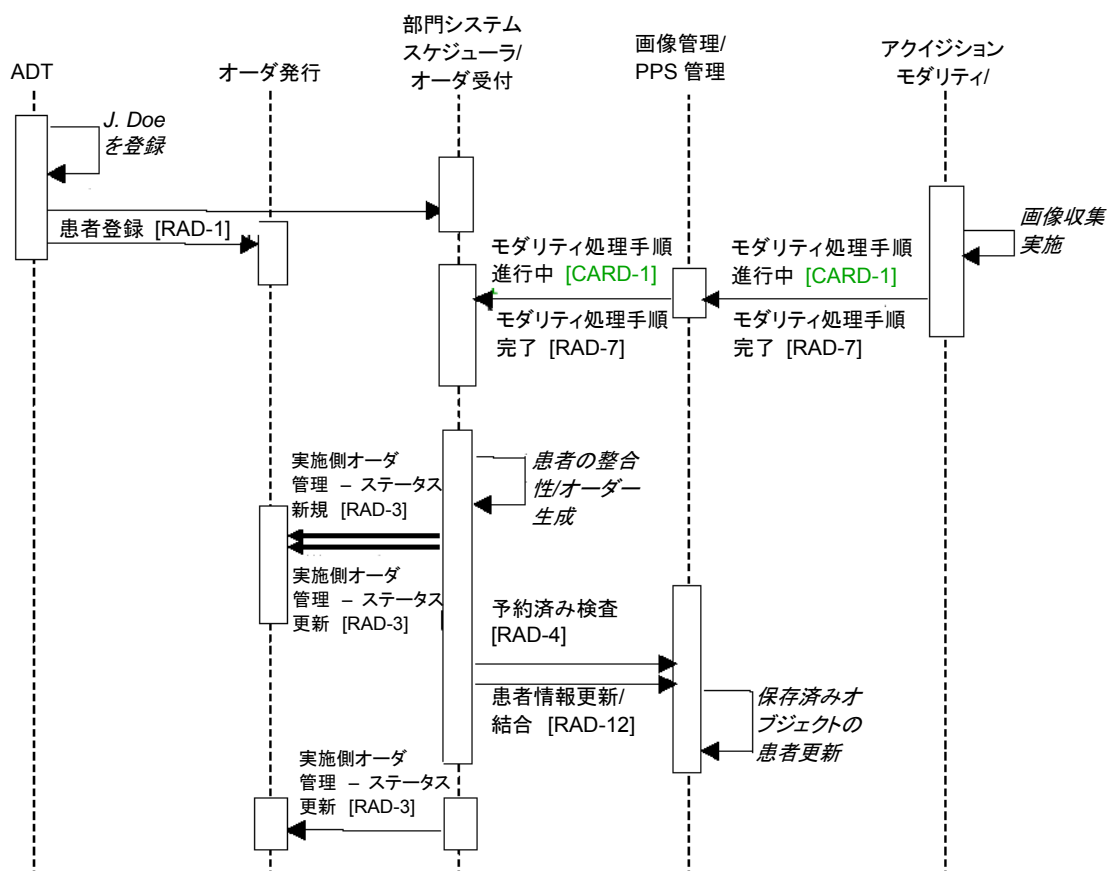 ADT
オーダ発行
部門システム
スケジューラ/
オーダ受付
画像管理/
PPS 管理
アクイジション
モダリティ/
J. Doe
を登録
患者登録 [RAD-1]
画像収集
実施
モダリティ処理手順
進行中 [CARD-1]
モダリティ処理手順
完了 [RAD-7]
モダリティ処理手順
進行中 [CARD-1]
モダリティ処理手順
完了 [RAD-7]
実施側オーダ
管理 – ステータス
新規 [RAD-3]
患者の整合
性/オーダー
生成
実施側オーダ
管理 – ステータス
更新 [RAD-3]
予約済み検査
[RAD-4]
患者情報更新/
結合 [RAD-12]
保存済みオ
ブジェクトの
患者更新
実施側オーダ
管理 – ステータス
更新 [RAD-3]